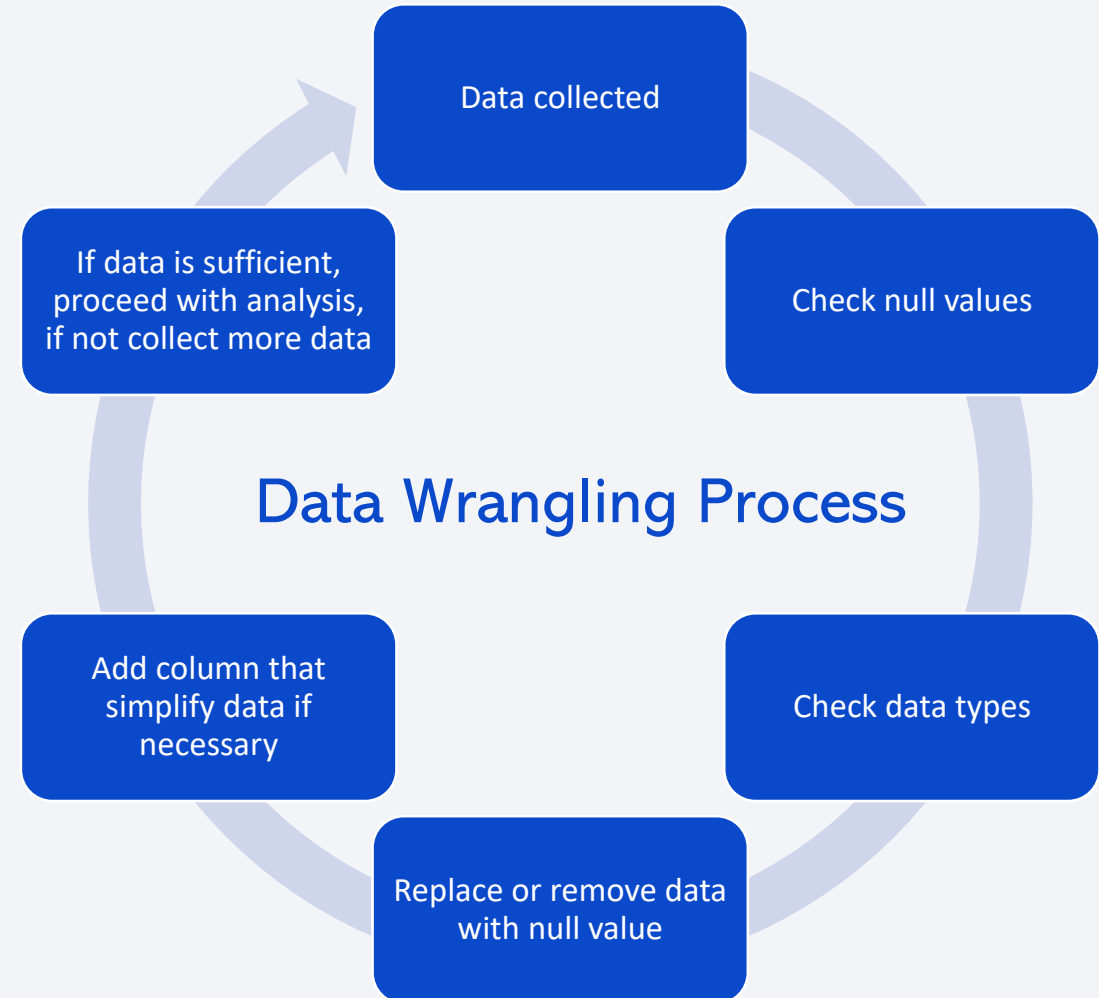 Data collected
Check null values
Check data types
Replace or remove data
with null value
Add column that
simplify data if
necessary
If data is sufficient,
proceed with analysis,
if not collect more data
Data Wrangling Process